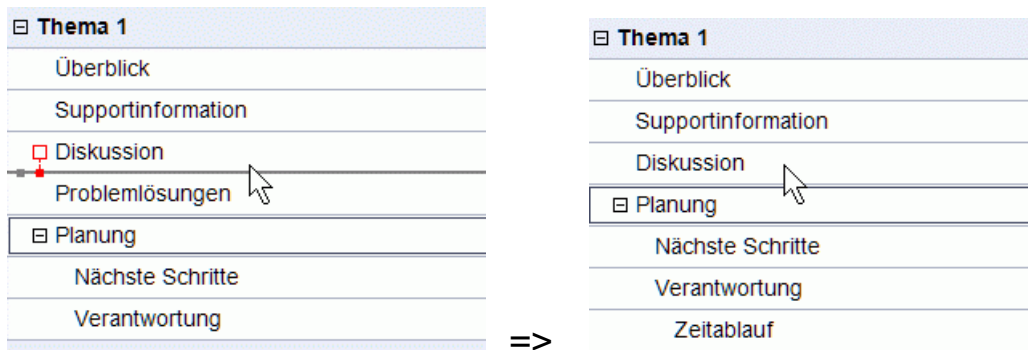 Thema 1
Überblick
Supportinformation
Diskussion
Problemlösungen
Planung
Nächste Schritte
Verantwortung
=>
Thema 1
Überblick
Supportinformation
Diskussion
Planung
Nächste Schritte
Verantwortung
Zeitablauf